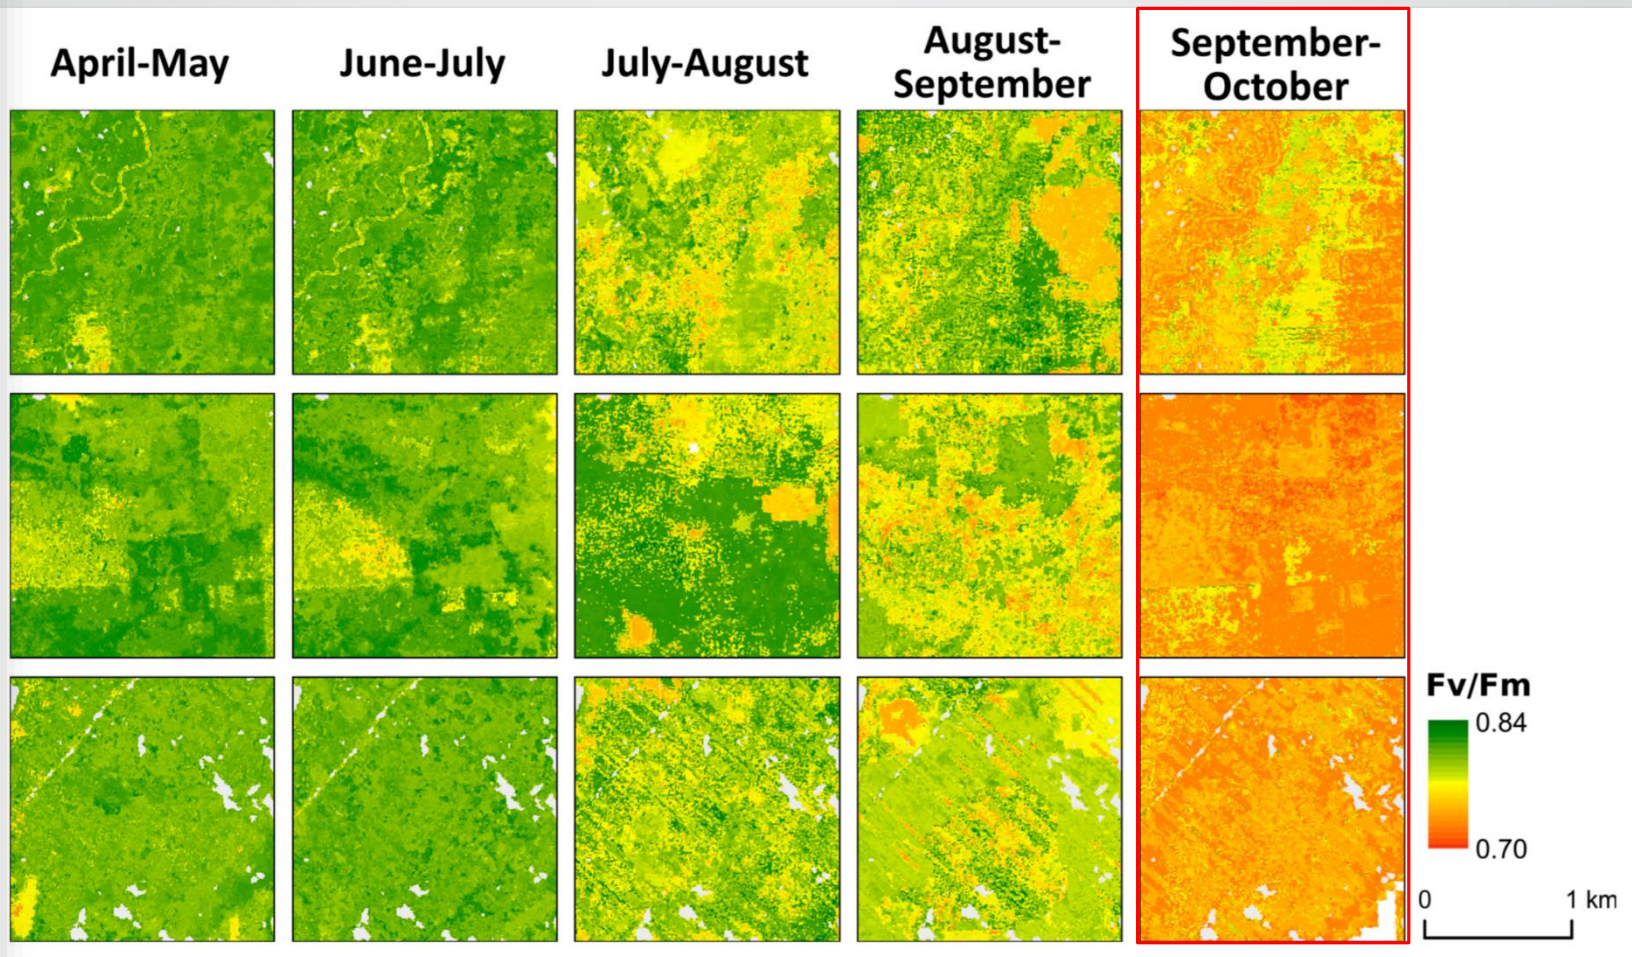 April-May
June-July
July-August
August-
September
September-
October
Fv/Fm
0.84
0.70
0
1 km